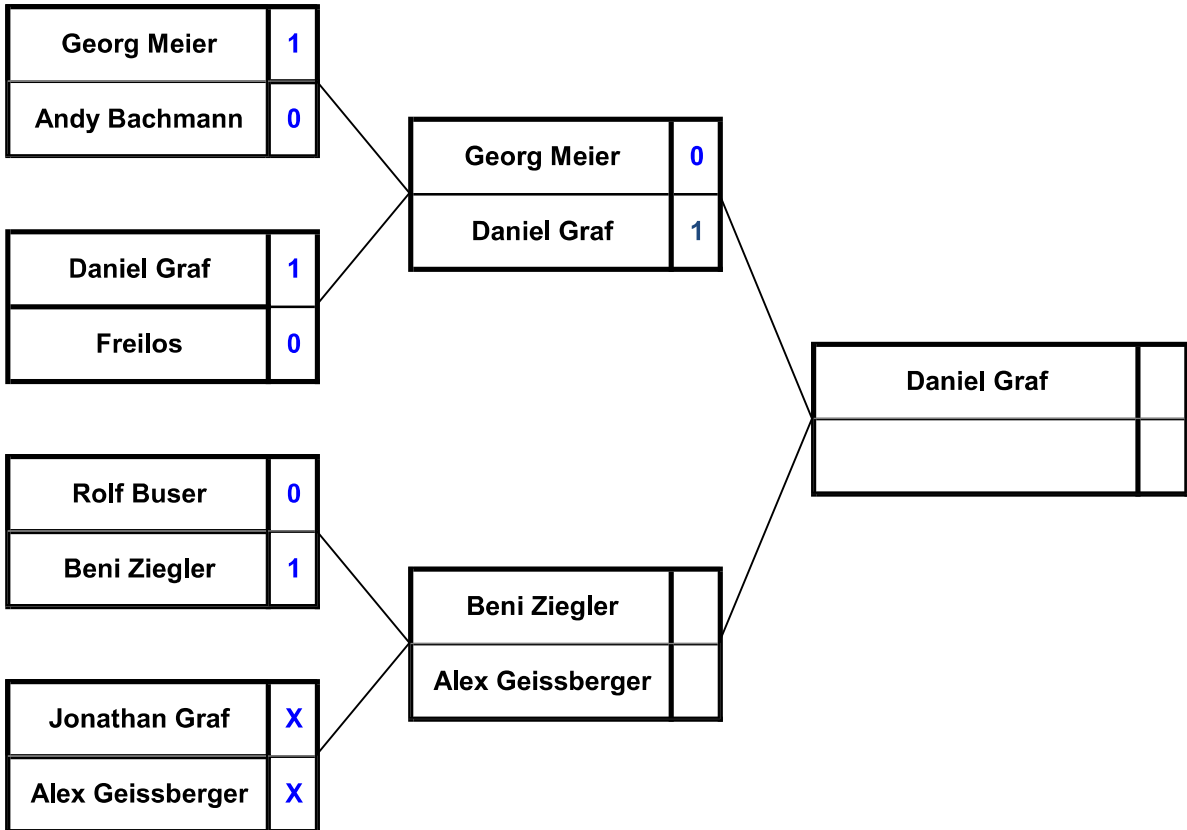 Georg Meier 1
Andy Bachmann 0
Daniel Graf 1
Freilos 0
Rolf Buser 0
Beni Ziegler 1
Jonathan Graf X
Alex Geissberger X
Georg Meier 0
Daniel Graf 1
Beni Ziegler
Alex Geissberger
Daniel Graf